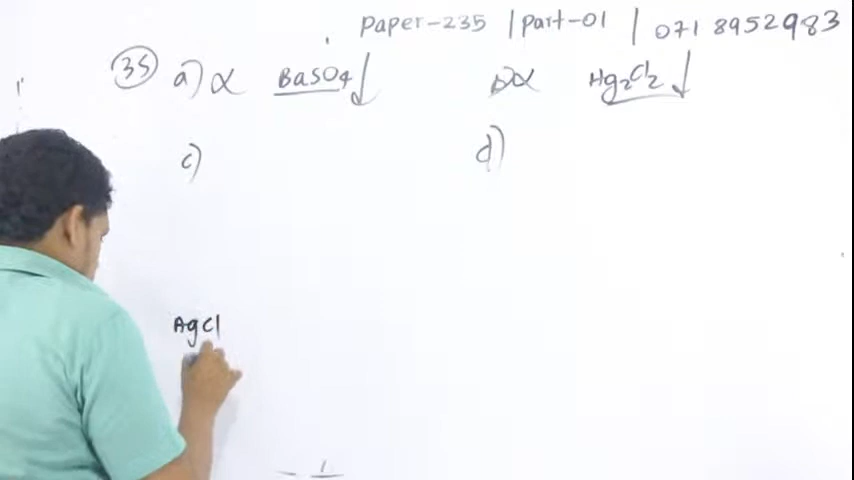 Paper-235 | Part-01 | 071 8952983
35 a) α BaSO4↓ b) α Hg2Cl2↓
c) d)
AgCl